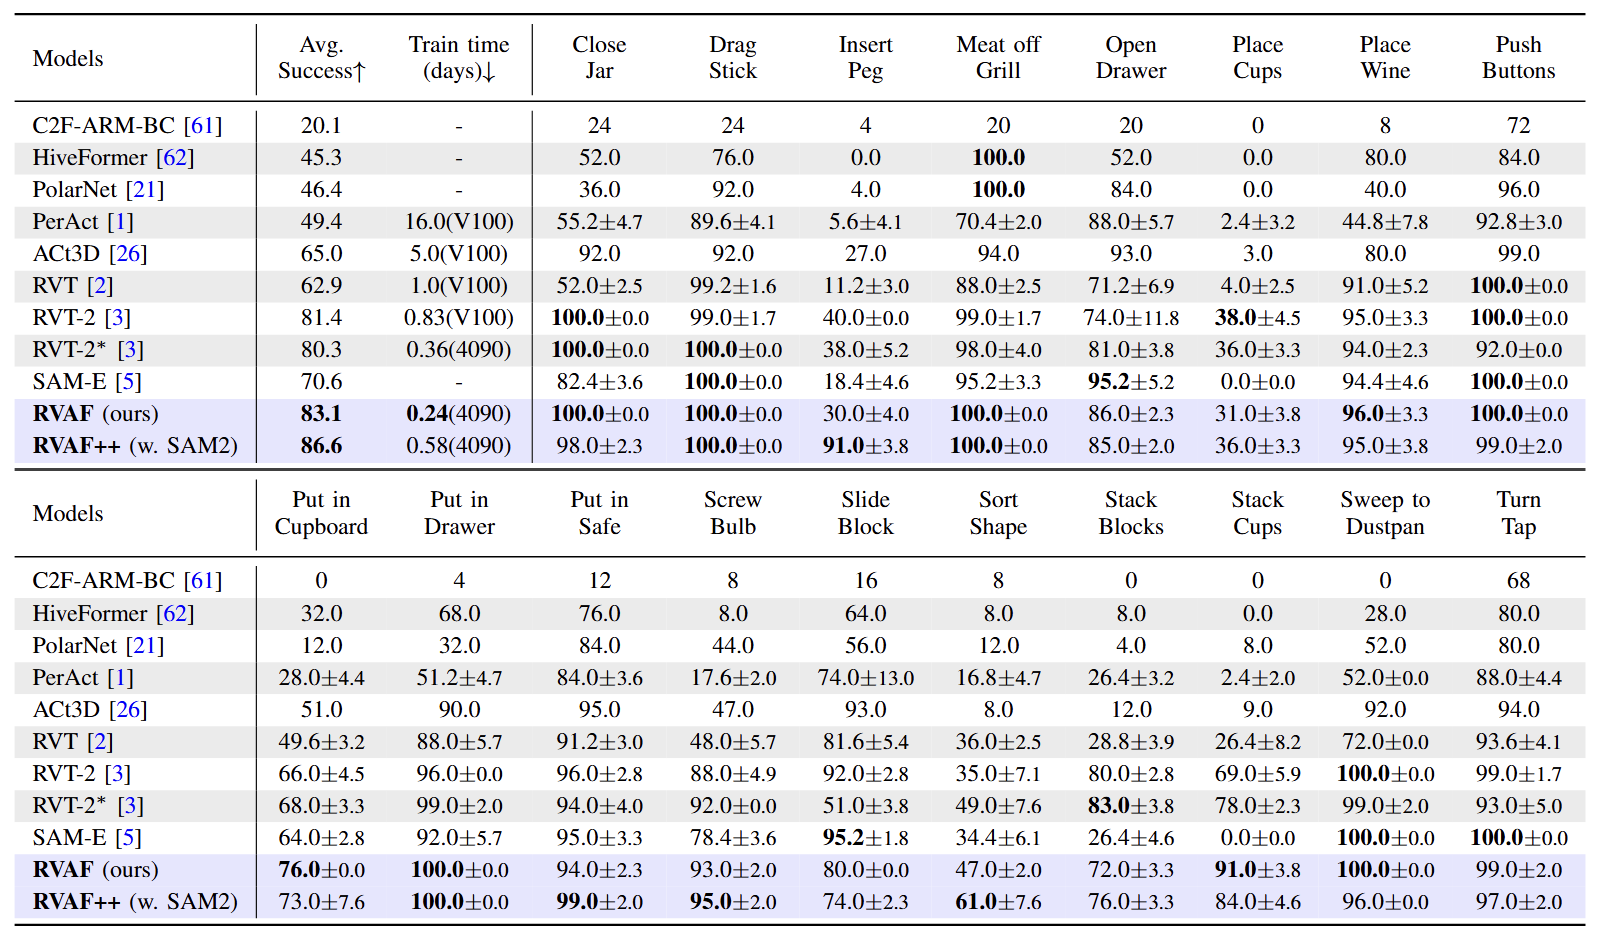 Models Avg. Success↑ Train time (days)↓ Close Jar Drag Stick Insert Peg Meat off Grill Open Drawer Place Cups Place Wine Push Buttons
C2F-ARM-BC [61] 20.1 - 24 24 4 20 20 0 8 72
HiveFormer [62] 45.3 - 52.0 76.0 0.0 100.0 52.0 0.0 80.0 84.0
PolarNet [21] 46.4 - 36.0 92.0 4.0 100.0 84.0 0.0 40.0 96.0
PerAct [1] 49.4 16.0(V100) 55.2±4.7 89.6±4.1 5.6±4.1 70.4±2.0 88.0±5.7 2.4±3.2 44.8±7.8 92.8±3.0
ACt3D [26] 65.0 5.0(V100) 92.0 92.0 27.0 94.0 93.0 3.0 80.0 99.0
RVT [2] 62.9 1.0(V100) 52.0±2.5 99.2±1.6 11.2±3.0 88.0±2.5 71.2±6.9 4.0±2.5 91.0±5.2 100.0±0.0
RVT-2 [3] 81.4 0.83(V100) 100.0±0.0 99.0±1.7 40.0±0.0 99.0±1.7 74.0±11.8 38.0±4.5 95.0±3.3 100.0±0.0
RVT-2* [3] 80.3 0.36(4090) 100.0±0.0 100.0±0.0 38.0±5.2 98.0±4.0 81.0±3.8 36.0±3.3 94.0±2.3 92.0±0.0
SAM-E [5] 70.6 - 82.4±3.6 100.0±0.0 18.4±4.6 95.2±3.3 95.2±5.2 0.0±0.0 94.4±4.6 100.0±0.0
RVAF (ours) 83.1 0.24(4090) 100.0±0.0 100.0±0.0 30.0±4.0 100.0±0.0 86.0±2.3 31.0±3.8 96.0±3.3 100.0±0.0
RVAF++ (w. SAM2) 86.6 0.58(4090) 98.0±2.3 100.0±0.0 91.0±3.8 100.0±0.0 85.0±2.0 36.0±3.3 95.0±3.8 99.0±2.0
Models Put in Cupboard Put in Drawer Put in Safe Screw Bulb Slide Block Sort Shape Stack Blocks Stack Cups Sweep to Dustpan Turn Tap
C2F-ARM-BC [61] 0 4 12 8 16 8 0 0 0 68
HiveFormer [62] 32.0 68.0 76.0 8.0 64.0 8.0 8.0 0.0 28.0 80.0
PolarNet [21] 12.0 32.0 84.0 44.0 56.0 12.0 4.0 8.0 52.0 80.0
PerAct [1] 28.0±4.4 51.2±4.7 84.0±3.6 17.6±2.0 74.0±13.0 16.8±4.7 26.4±3.2 2.4±2.0 52.0±0.0 88.0±4.4
ACt3D [26] 51.0 90.0 95.0 47.0 93.0 8.0 12.0 9.0 92.0 94.0
RVT [2] 49.6±3.2 88.0±5.7 91.2±3.0 48.0±5.7 81.6±5.4 36.0±2.5 28.8±3.9 26.4±8.2 72.0±0.0 93.6±4.1
RVT-2 [3] 66.0±4.5 96.0±0.0 96.0±2.8 88.0±4.9 92.0±2.8 35.0±7.1 80.0±2.8 69.0±5.9 100.0±0.0 99.0±1.7
RVT-2* [3] 68.0±3.3 99.0±2.0 94.0±4.0 92.0±0.0 51.0±3.8 49.0±7.6 83.0±3.8 78.0±2.3 99.0±2.0 93.0±5.0
SAM-E [5] 64.0±2.8 92.0±5.7 95.0±3.3 78.4±3.6 95.2±1.8 34.4±6.1 26.4±4.6 0.0±0.0 100.0±0.0 100.0±0.0
RVAF (ours) 76.0±0.0 100.0±0.0 94.0±2.3 93.0±2.0 80.0±0.0 47.0±2.0 72.0±3.3 91.0±3.8 100.0±0.0 99.0±2.0
RVAF++ (w. SAM2) 73.0±7.6 100.0±0.0 99.0±2.0 95.0±2.0 74.0±2.3 61.0±7.6 76.0±3.3 84.0±4.6 96.0±0.0 97.0±2.0